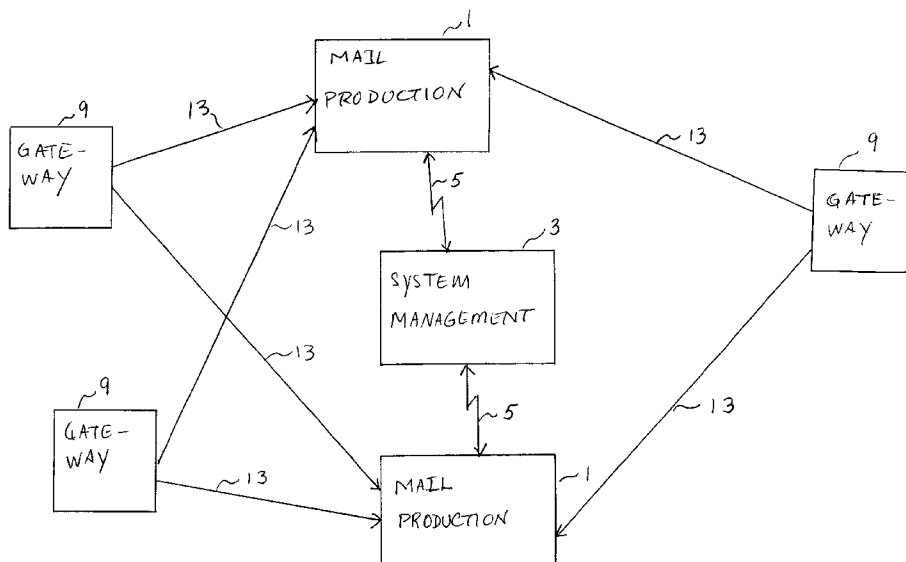 1
MAIL
PRODUCTION
13
9
GATE-
WAY
13
9
GATE-
WAY
5
13
3
SYSTEM
MANAGEMENT
13
9
GATE-
WAY
5
13
13
1
MAIL
PRODUCTION